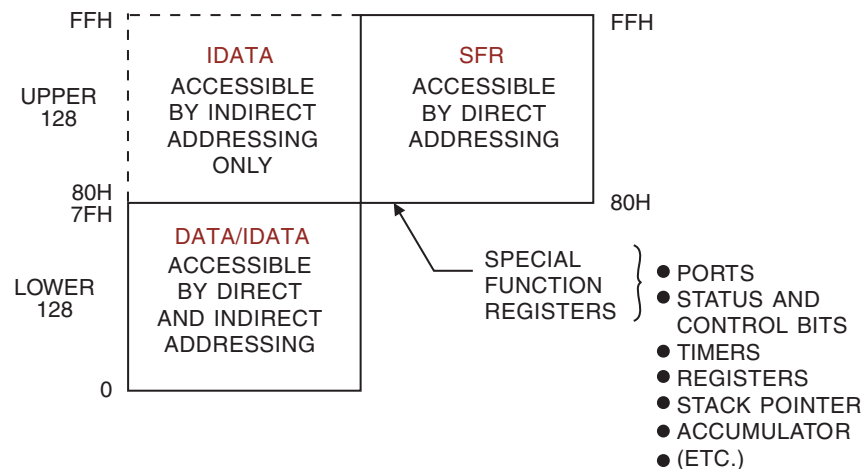 FFH
UPPER
128
80H
7FH
LOWER
128
0
IDATA
ACCESSIBLE
BY INDIRECT
ADDRESSING
ONLY
SFR
ACCESSIBLE
BY DIRECT
ADDRESSING
FFH
80H
DATA/IDATA
ACCESSIBLE
BY DIRECT
AND INDIRECT
ADDRESSING
SPECIAL
FUNCTION
REGISTERS
● PORTS
● STATUS AND
CONTROL BITS
● TIMERS
● REGISTERS
● STACK POINTER
● ACCUMULATOR
● (ETC.)